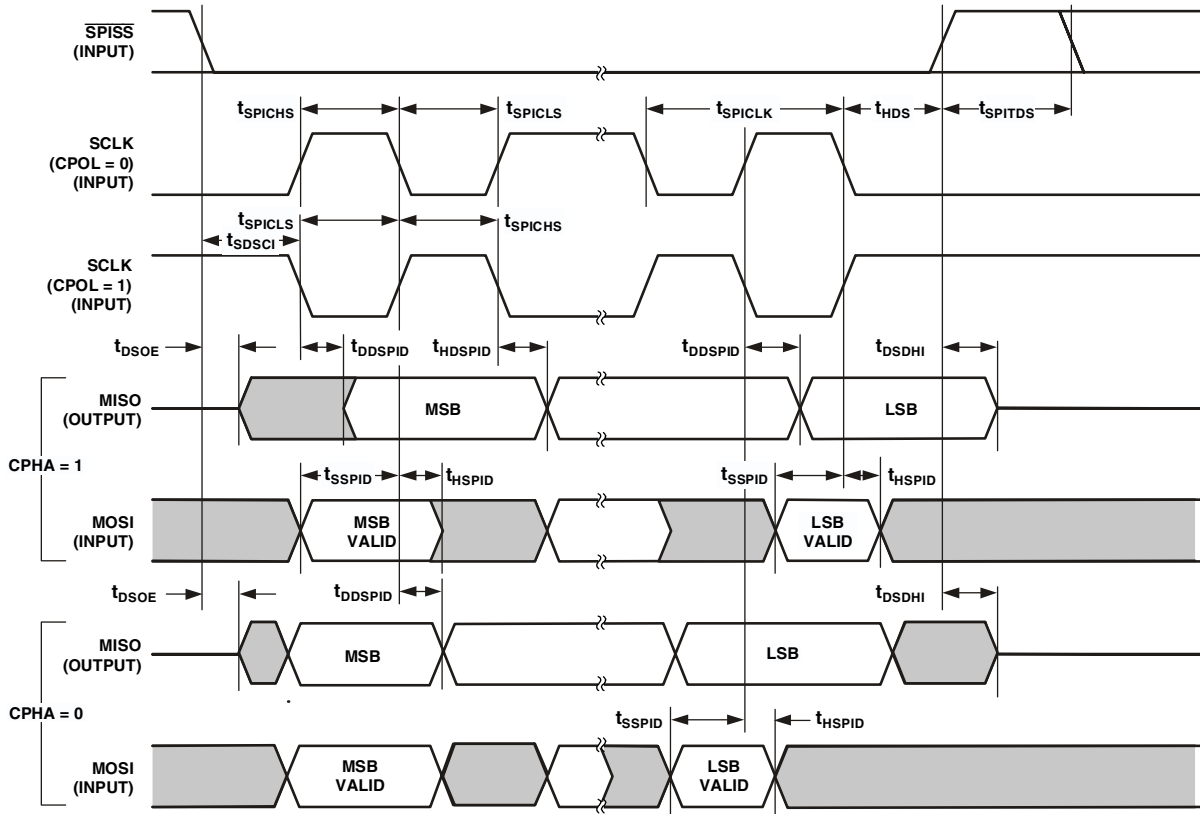 SPISS
(INPUT)
tSPICHS
tSPICLS
tSPICLK
tHDS
tSPITDS
SCLK
(CPOL = 0)
(INPUT)
tSPICLS
tSPICHS
tSDSCI
SCLK
(CPOL = 1)
(INPUT)
tDSOE
tDDSPID
tHDSPID
tDDSPID
tDSDHI
MISO
(OUTPUT)
MSB
LSB
CPHA = 1
tSSPID
tHSPID
tSSPID
tHSPID
MOSI
(INPUT)
MSB
VALID
LSB
VALID
tDSOE
tDDSPID
tDSDHI
MISO
(OUTPUT)
MSB
LSB
CPHA = 0
tSSPID
tHSPID
MOSI
(INPUT)
MSB
VALID
LSB
VALID